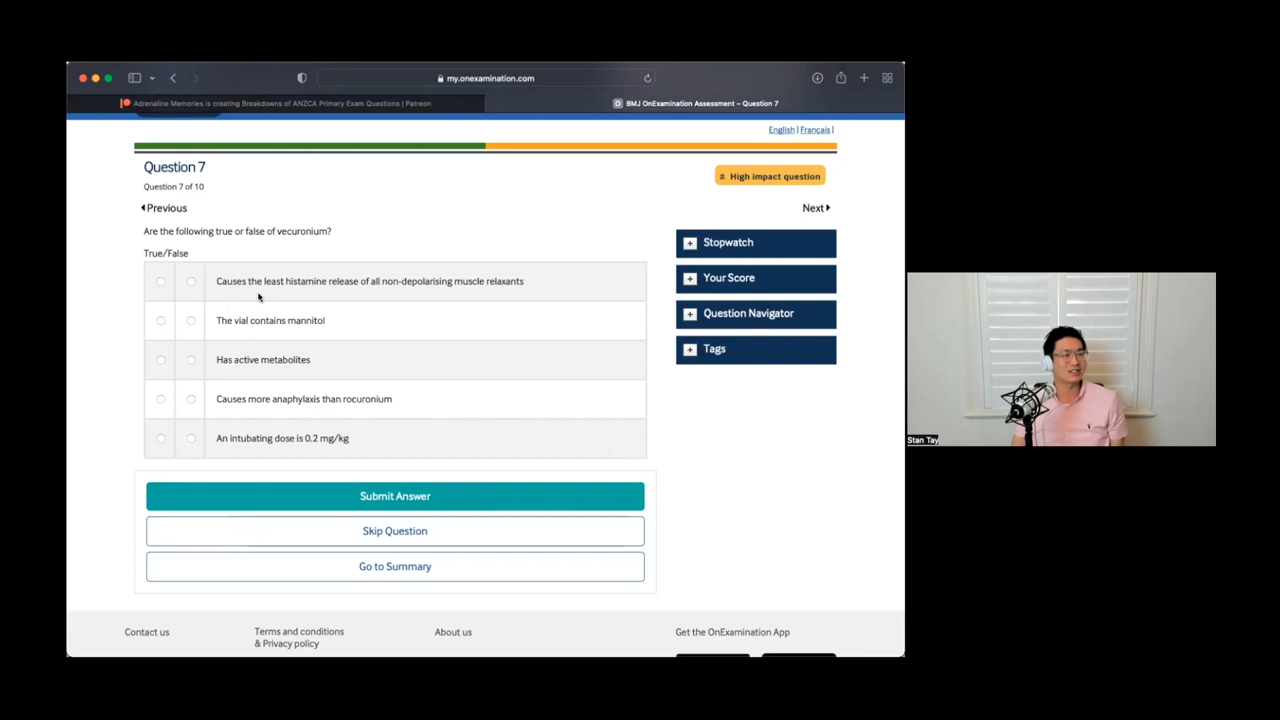 my.onexamination.com
Adrenaline Memories is creating Breakdowns of ANZCA Primary Exam Questions | Patreon
BMJ OnExamination Assessment – Question 7
English | Français |
Question 7
Question 7 of 10
High impact question
Previous
Next
Are the following true or false of vecuronium?
True/False
Causes the least histamine release of all non-depolarising muscle relaxants
The vial contains mannitol
Has active metabolites
Causes more anaphylaxis than rocuronium
An intubating dose is 0.2 mg/kg
Submit Answer
Skip Question
Go to Summary
Stopwatch
Your Score
Question Navigator
Tags
Stan Tay
Contact us
Terms and conditions
& Privacy policy
About us
Get the OnExamination App